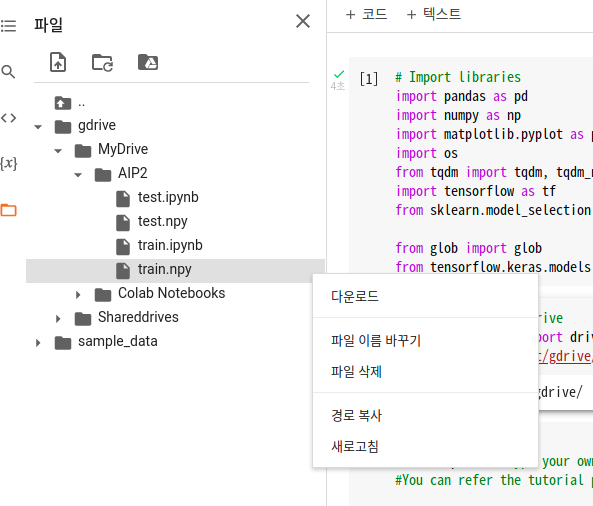 파일
..
gdrive
MyDrive
AIP2
test.ipynb
test.npy
train.ipynb
train.npy
Colab Notebooks
Shareddrives
sample_data
{x}
+ 코드 + 텍스트
4초
[1] # Import libraries
import pandas as pd
import numpy as np
import matplotlib.pyplot as p
import os
from tqdm import tqdm, tqdm_n
import tensorflow as tf
from sklearn.model_selection
from glob import glob
from tensorflow.keras.models
다운로드
파일 이름 바꾸기
파일 삭제
경로 복사
새로고침
rive
port driv
t/gdrive/
gdrive/
your own
#You can refer the tutorial p